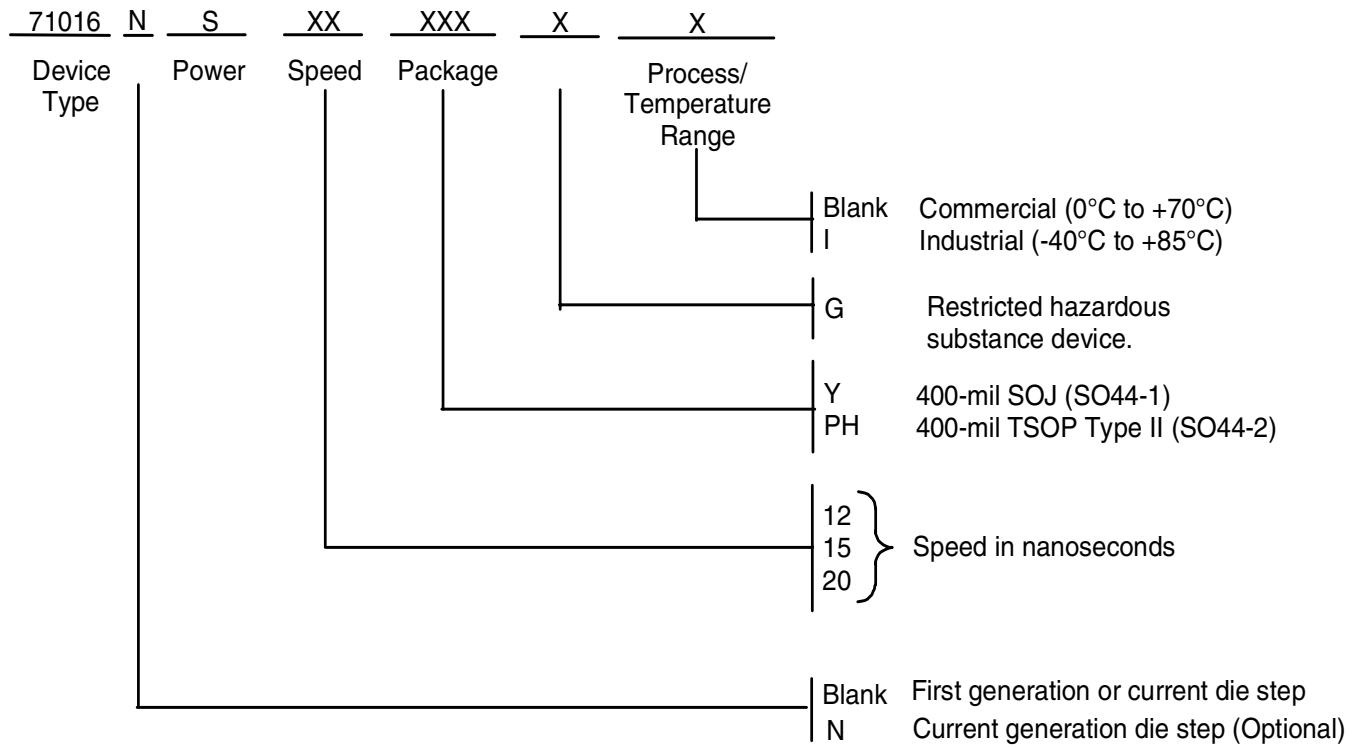 71016 N S XX XXX X X
Device Type
Power
Speed
Package
Process/
Temperature
Range
Blank Commercial (0°C to +70°C)
I Industrial (-40°C to +85°C)
G Restricted hazardous
substance device.
Y 400-mil SOJ (SO44-1)
PH 400-mil TSOP Type II (SO44-2)
12
15 Speed in nanoseconds
20
Blank First generation or current die step
N Current generation die step (Optional)